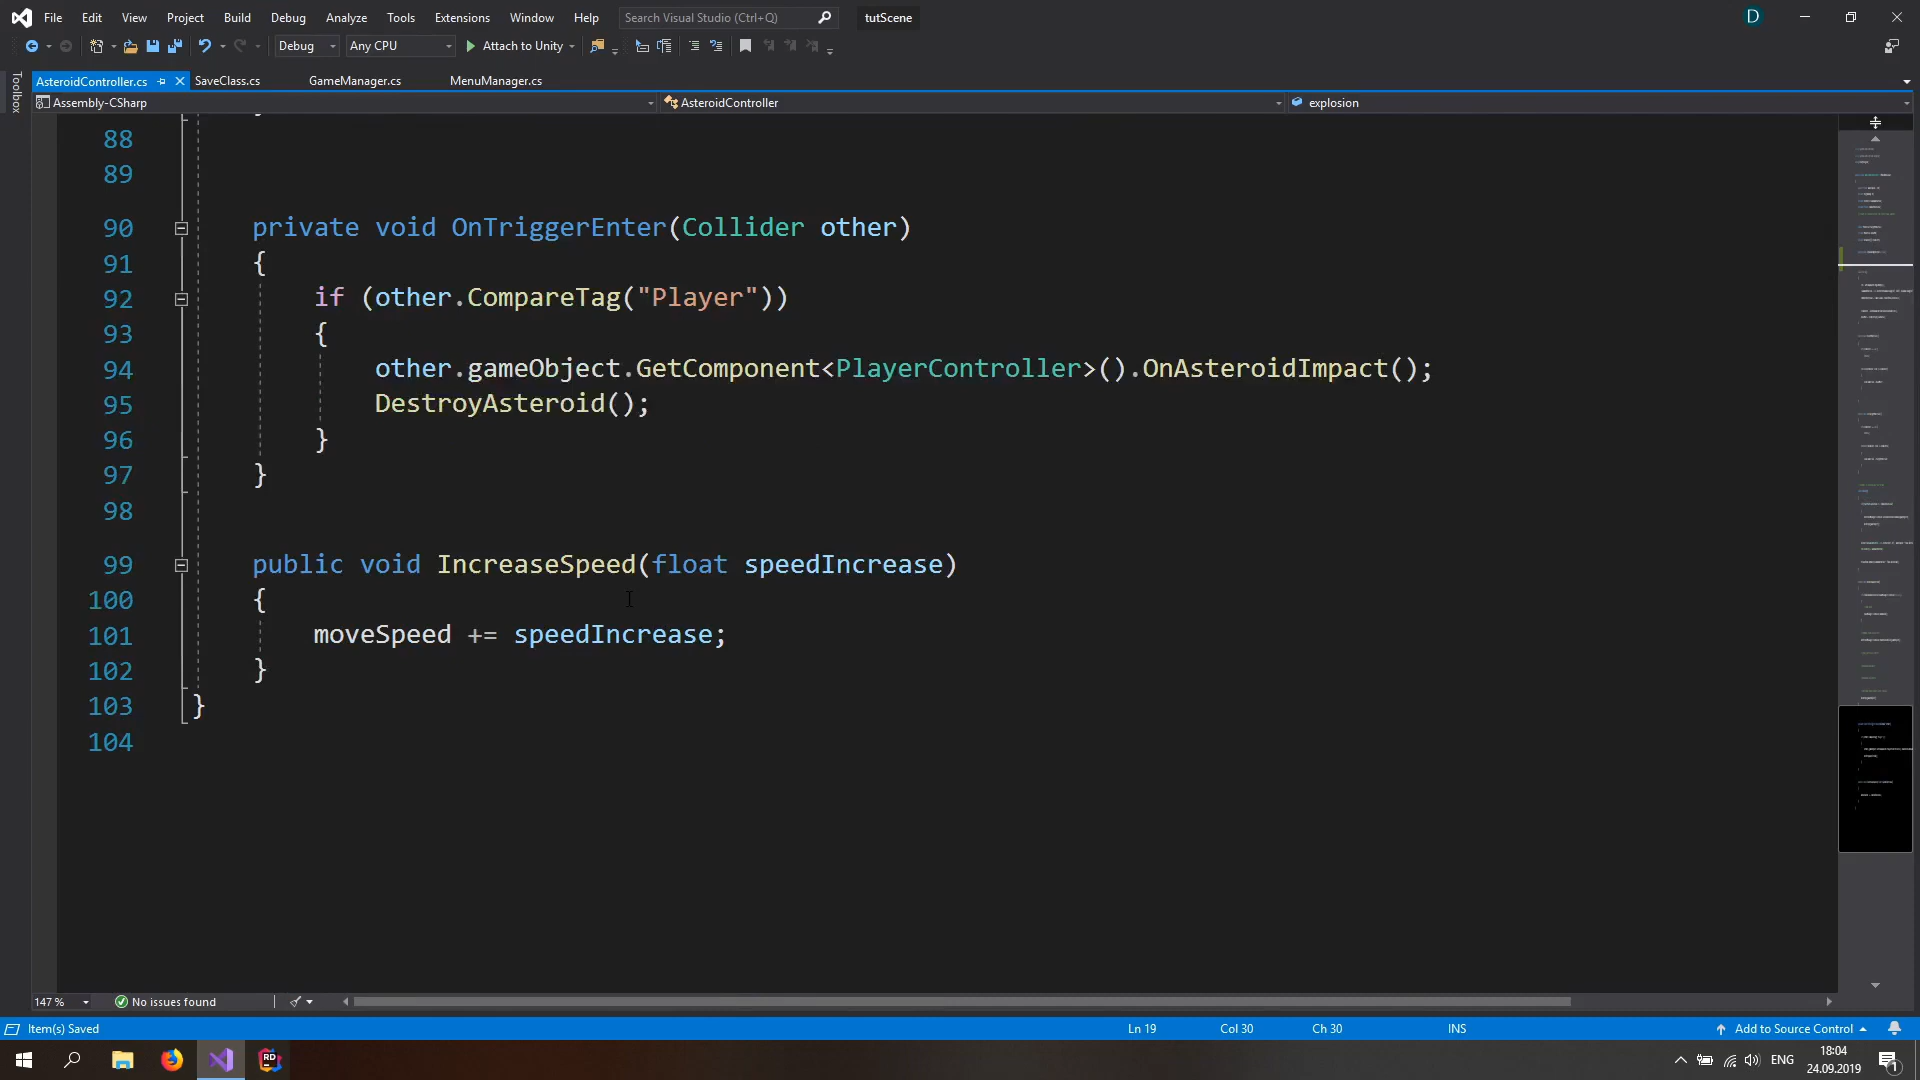 File Edit View Project Build Debug Analyze Tools Extensions Window Help Search Visual Studio (Ctrl+Q) tutScene D
Debug Any CPU Attach to Unity
Toolbox
AsteroidController.cs SaveClass.cs GameManager.cs MenuManager.cs
Assembly-CSharp AsteroidController explosion
88
89
90 private void OnTriggerEnter(Collider other)
91 {
92 if (other.CompareTag("Player"))
93 {
94 other.gameObject.GetComponent<PlayerController>().OnAsteroidImpact();
95 DestroyAsteroid();
96 }
97 }
98
99 public void IncreaseSpeed(float speedIncrease)
100 {
101 moveSpeed += speedIncrease;
102 }
103 }
104
147 % No issues found
Item(s) Saved Ln 19 Col 30 Ch 30 INS Add to Source Control
RD ENG 18:04
24.09.2019 1